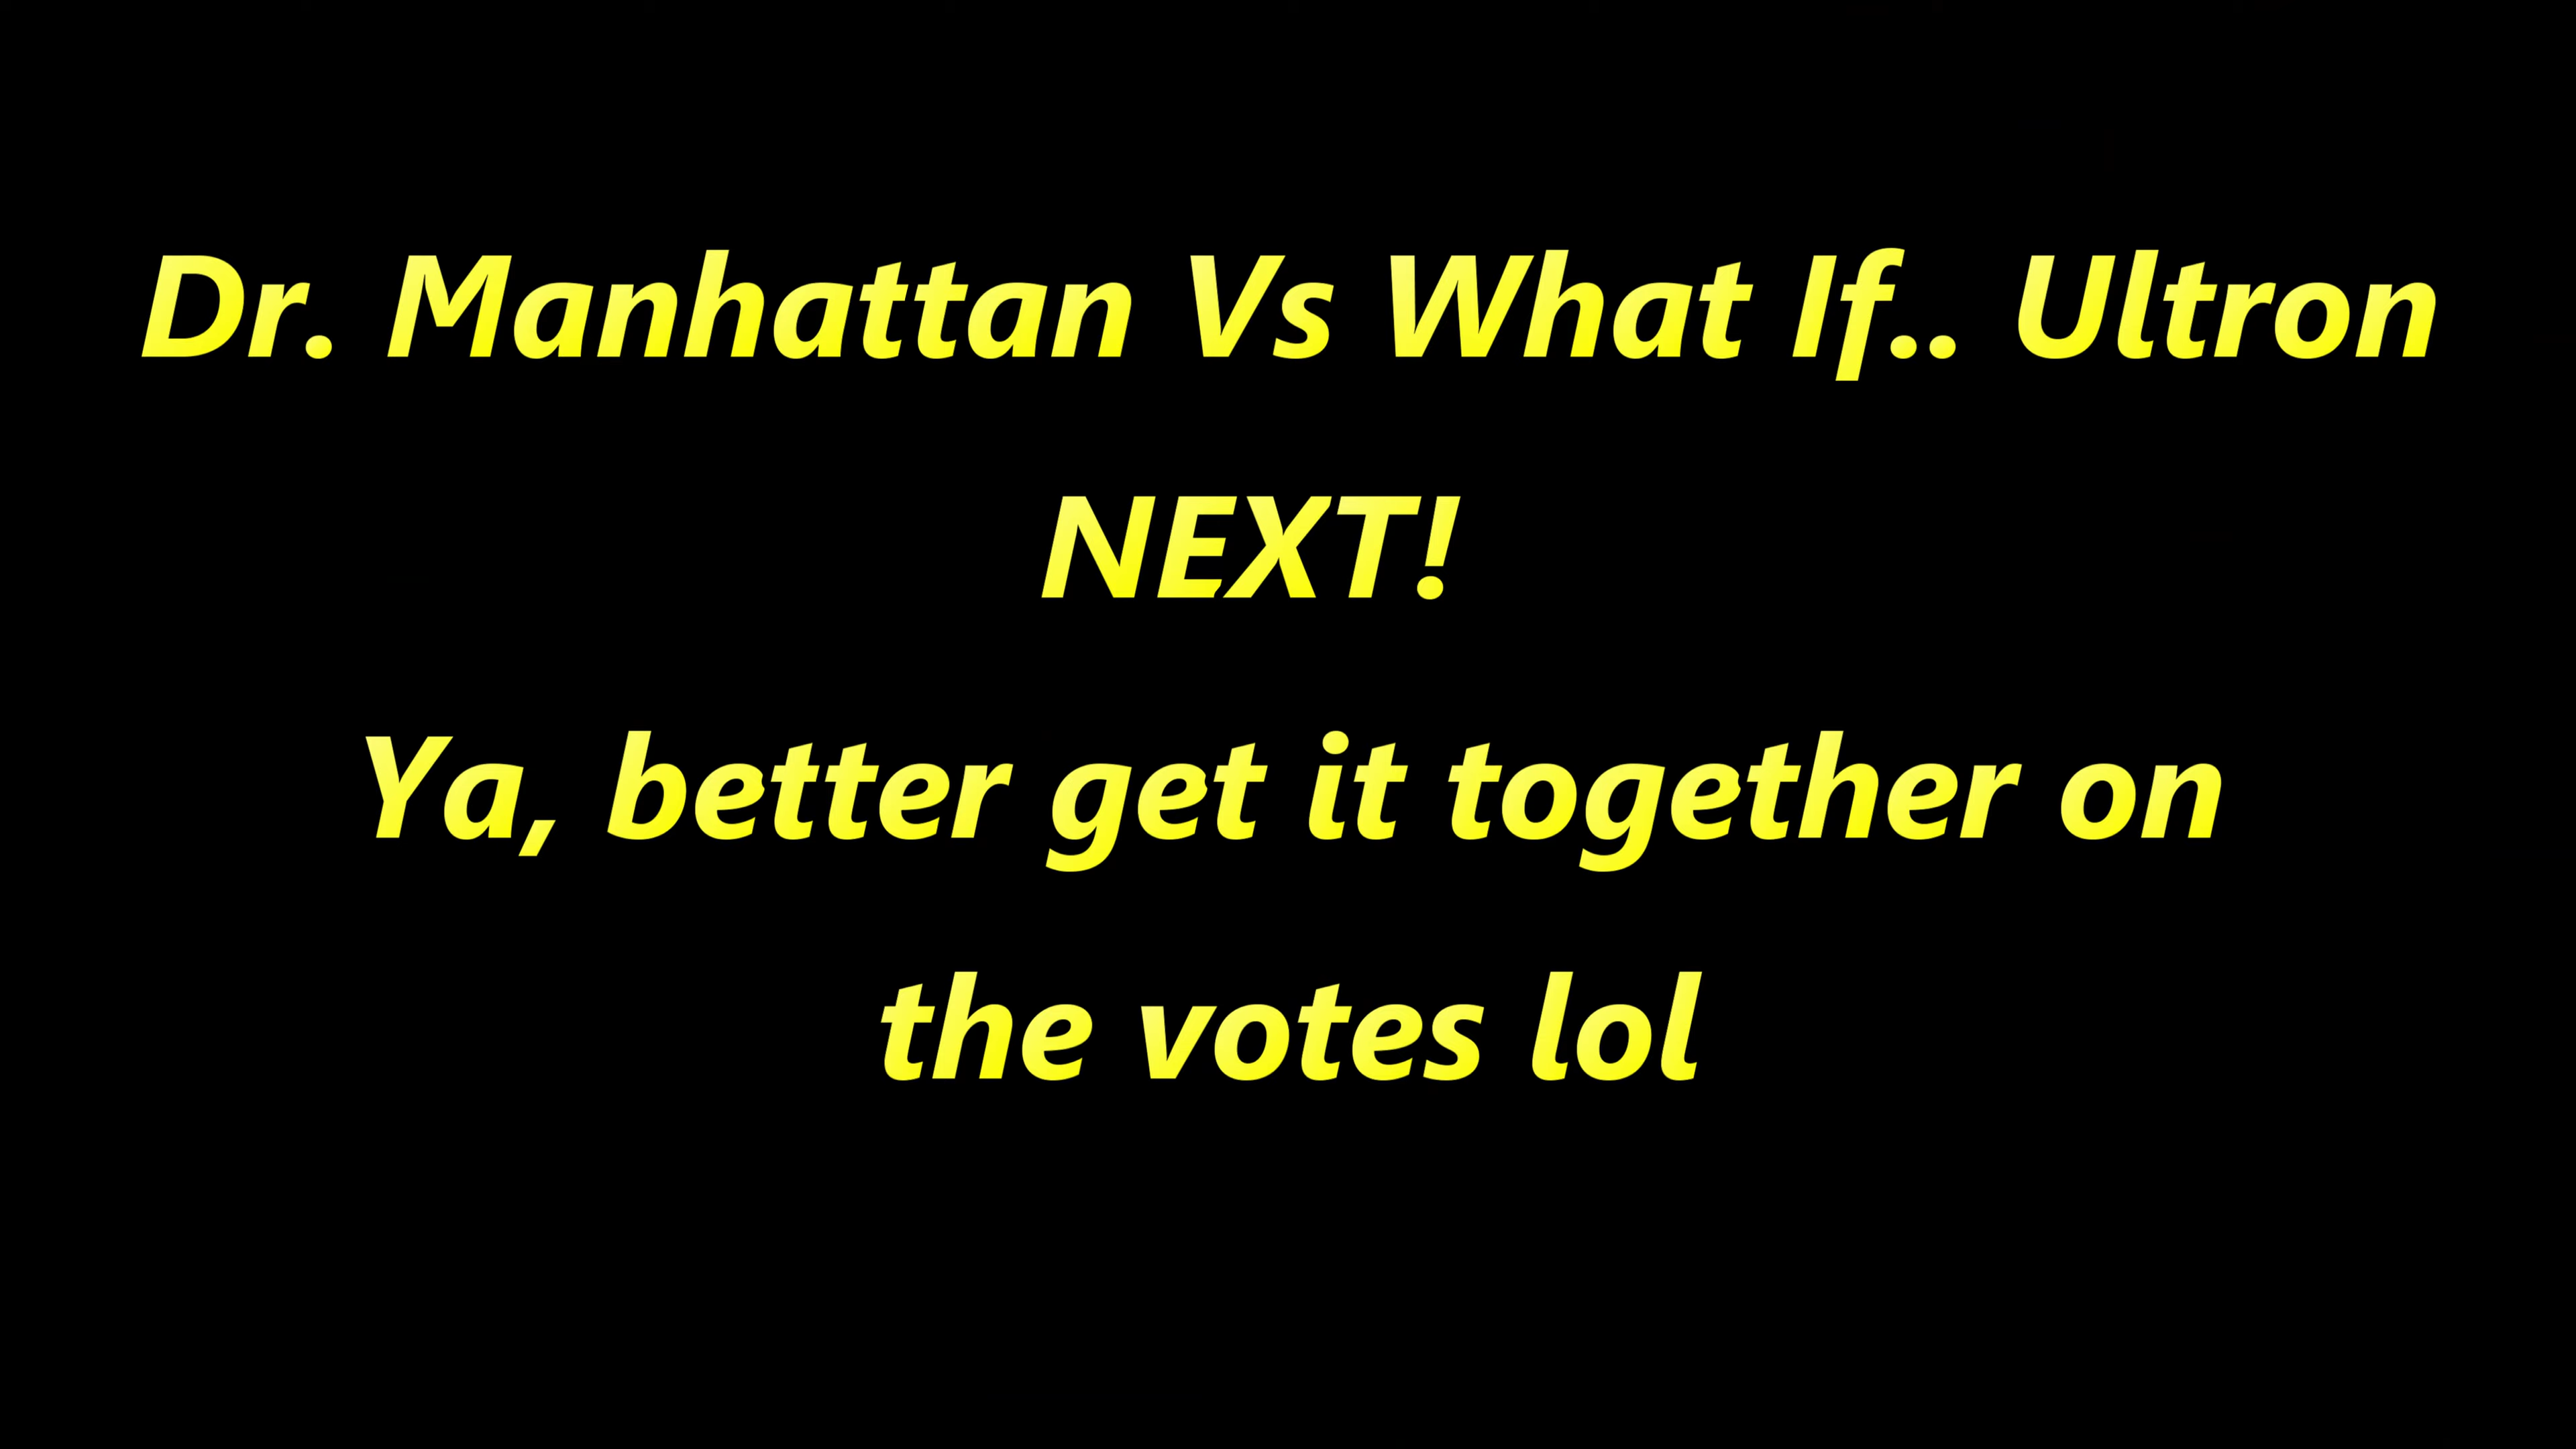 Dr. Manhattan Vs What If.. Ultron
NEXT!
Ya, better get it together on
the votes lol